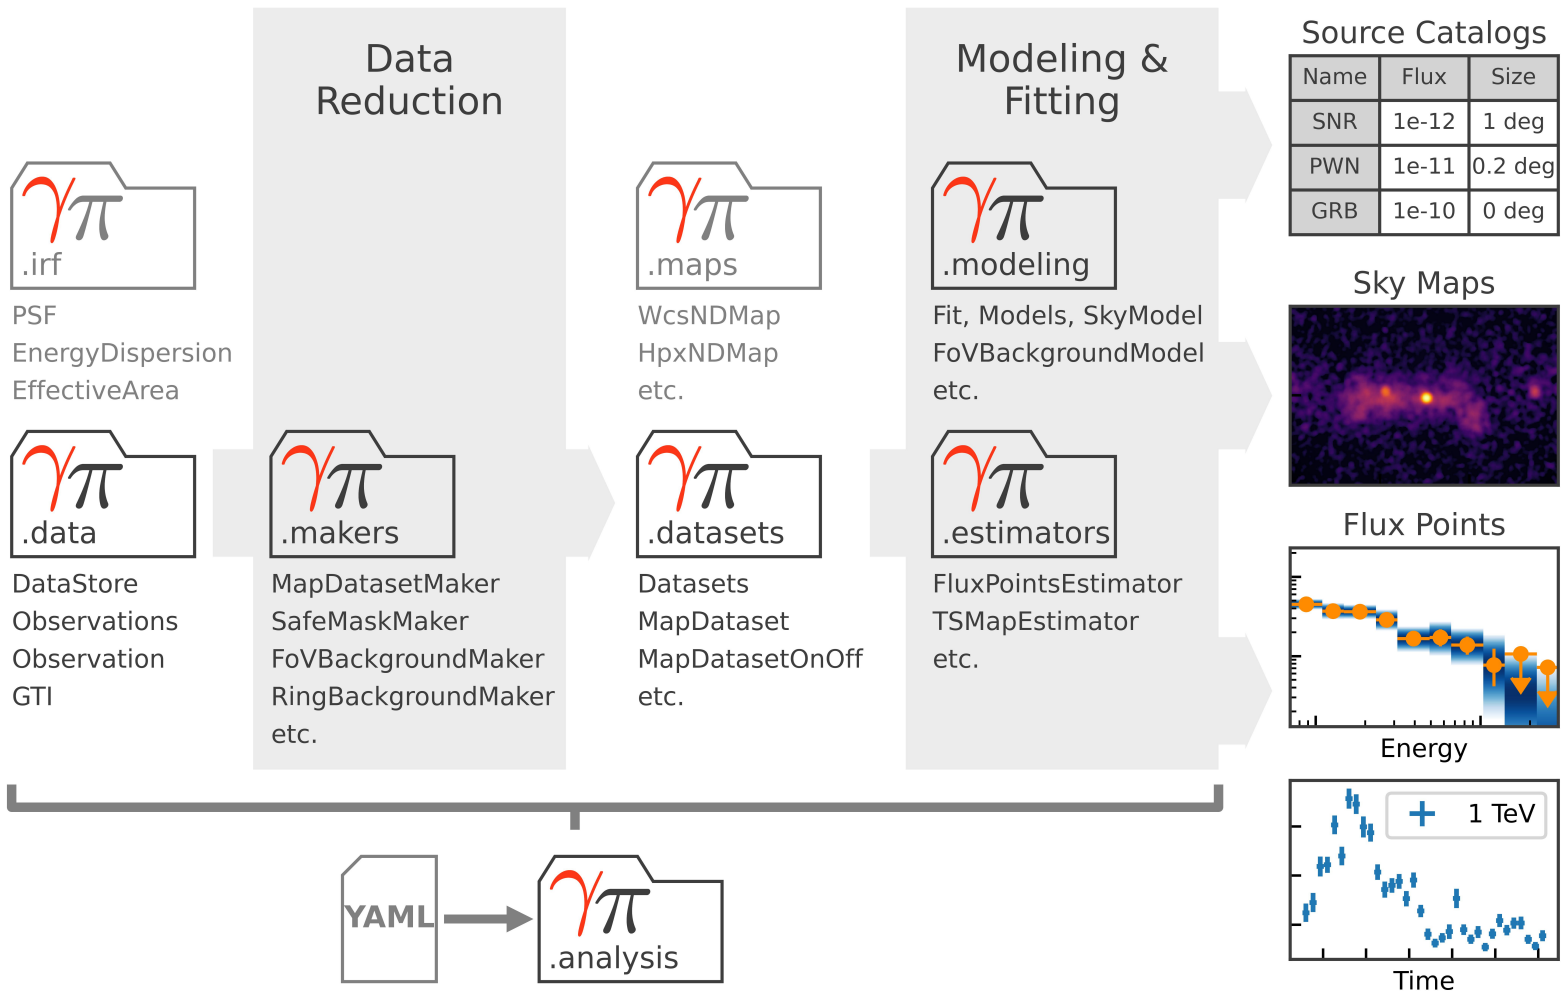 Data
Reduction
Modeling &
Fitting
γπ
.irf
PSF
EnergyDispersion
EffectiveArea
γπ
.data
DataStore
Observations
Observation
GTI
γπ
.makers
MapDatasetMaker
SafeMaskMaker
FoVBackgroundMaker
RingBackgroundMaker
etc.
γπ
.maps
WcsNDMap
HpxNDMap
etc.
γπ
.datasets
Datasets
MapDataset
MapDatasetOnOff
etc.
γπ
.modeling
Fit, Models, SkyModel
FoVBackgroundModel
etc.
γπ
.estimators
FluxPointsEstimator
TSMapEstimator
etc.
Source Catalogs
Name Flux Size
SNR 1e-12 1 deg
PWN 1e-11 0.2 deg
GRB 1e-10 0 deg
Sky Maps
Flux Points
Energy
1 TeV
Time
YAML
γπ
.analysis